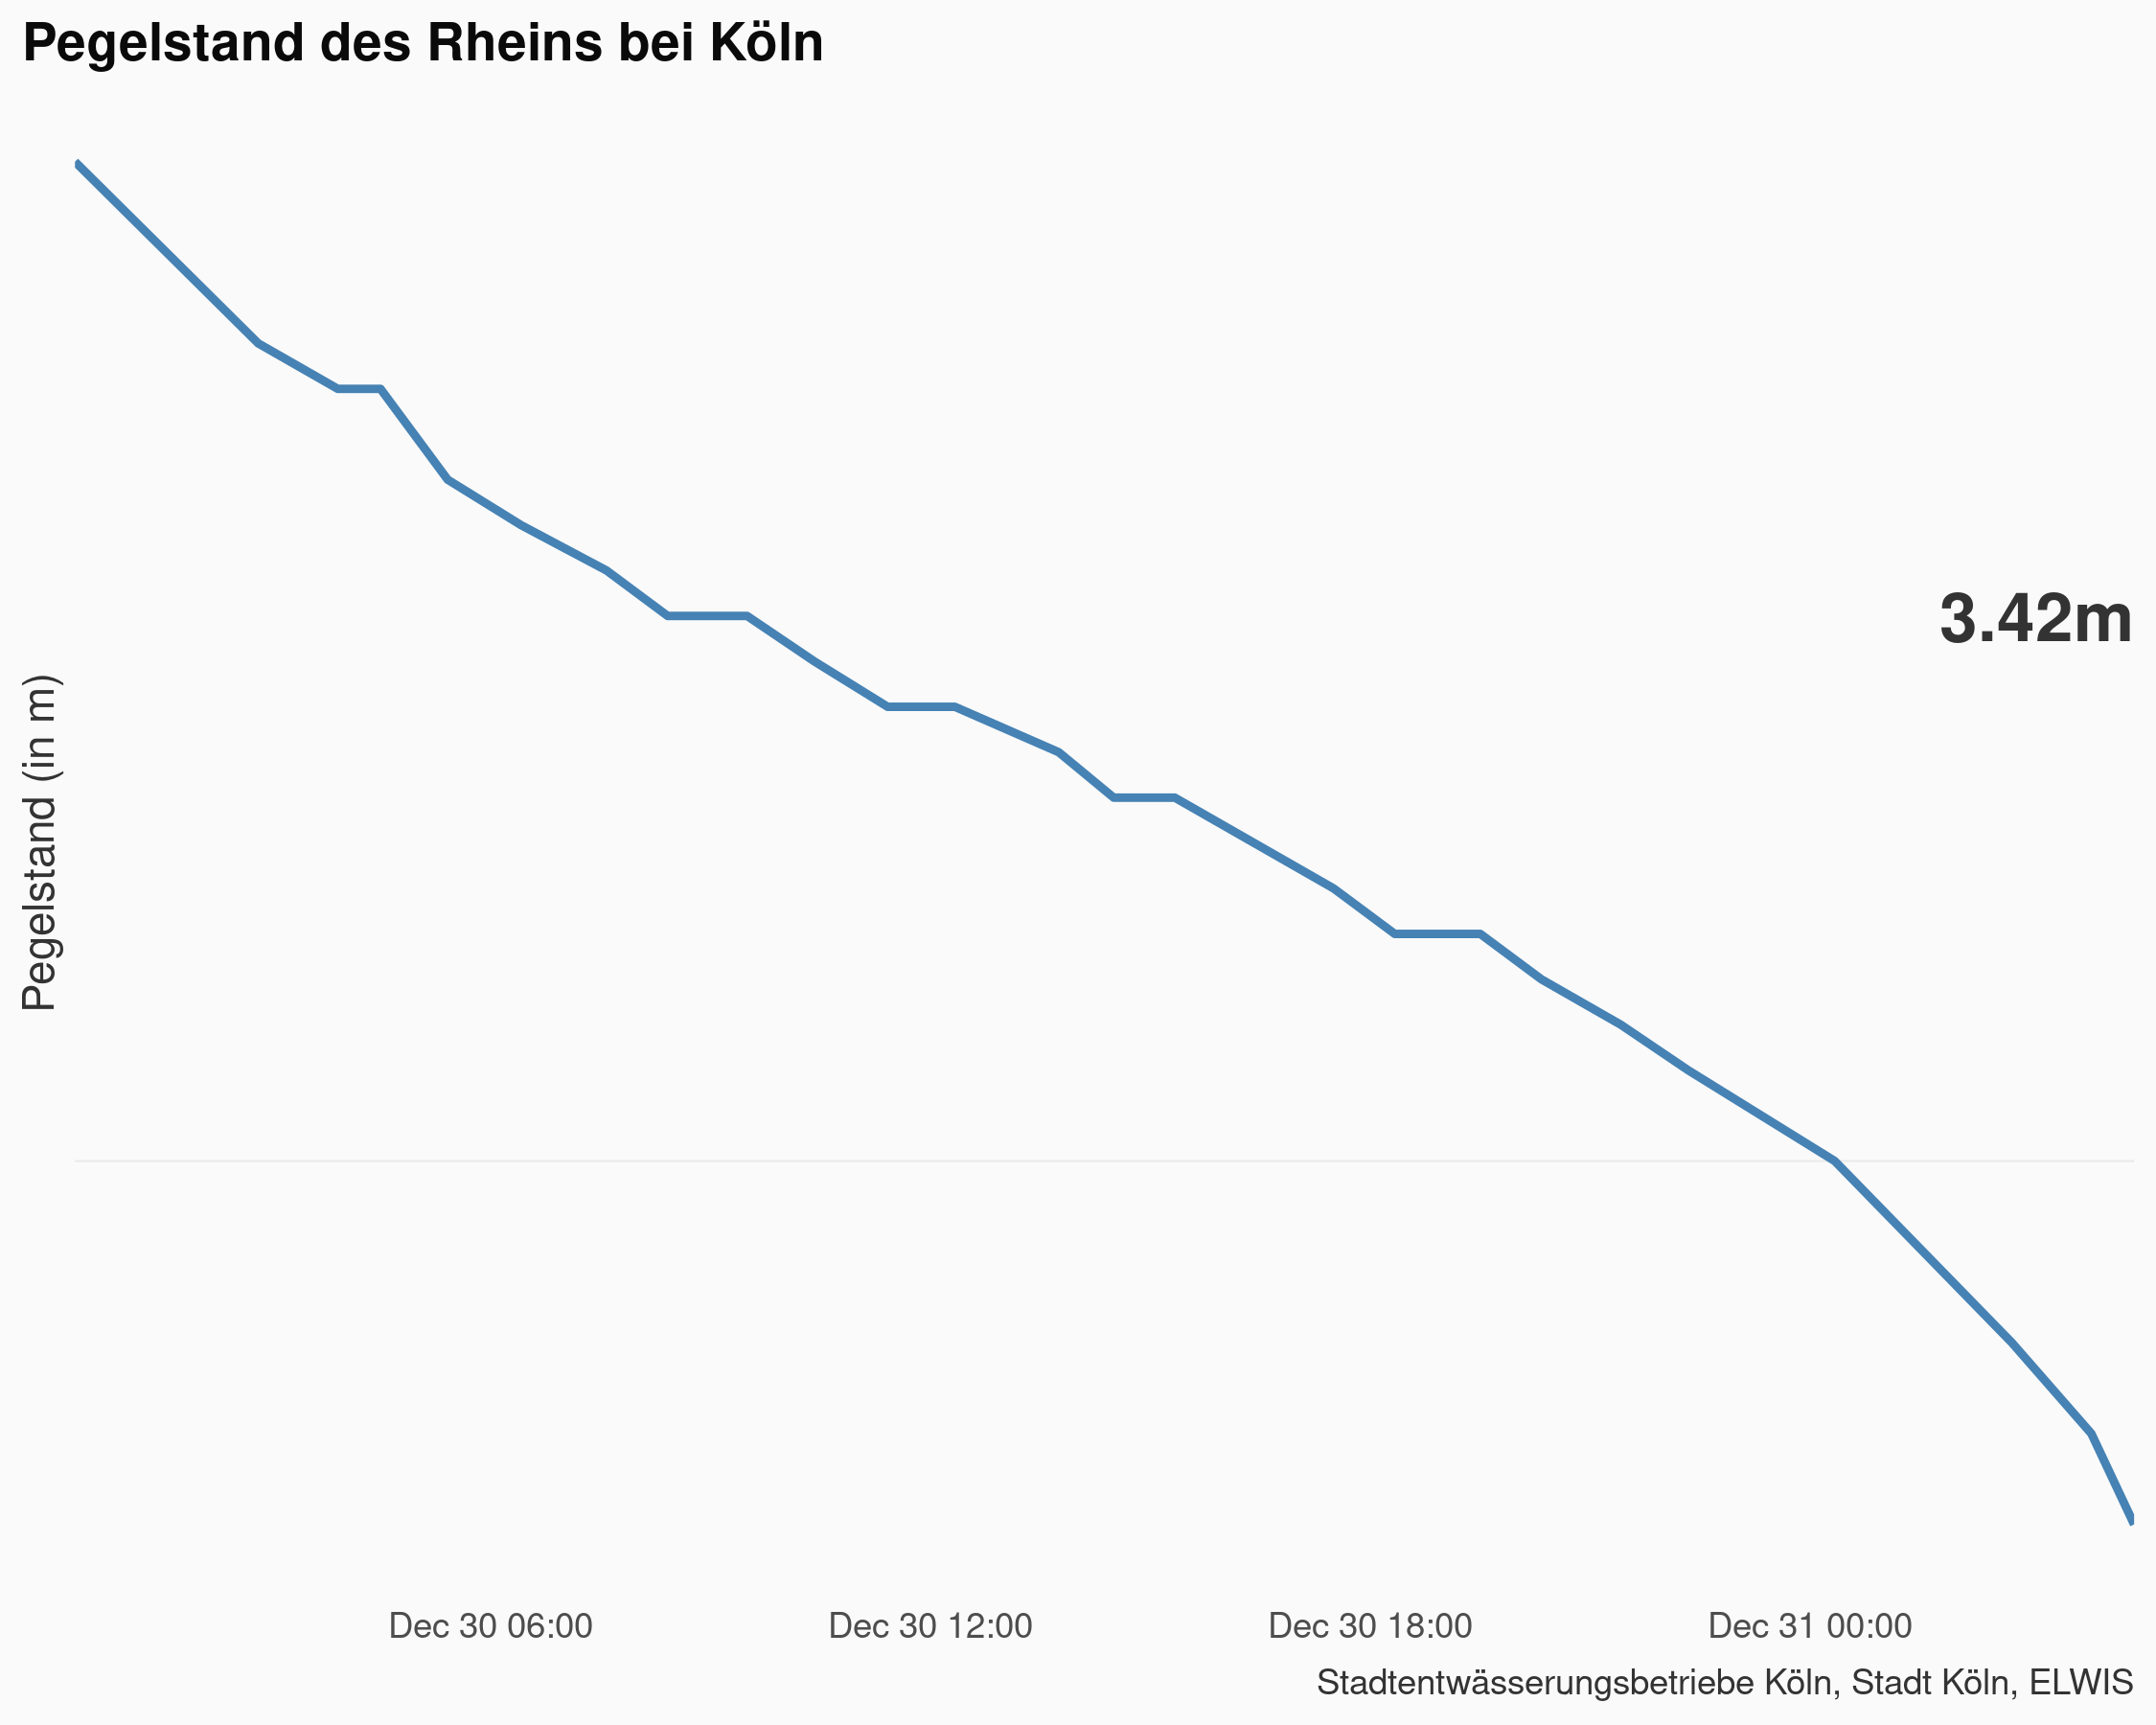 Pegelstand des Rheins bei Köln
3.42m
Pegelstand (in m)
Dec 30 06:00
Dec 30 12:00
Dec 30 18:00
Dec 31 00:00
Stadtentwässerungsbetriebe Köln, Stadt Köln, ELWIS